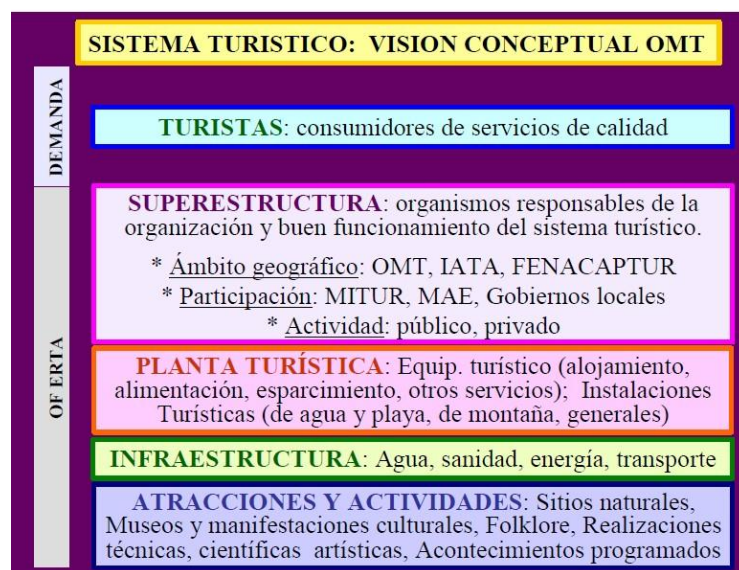 SISTEMA TURISTICO: VISION CONCEPTUAL OMT
DEMANDA
TURISTAS: consumidores de servicios de calidad
OF ERTA
SUPERESTRUCTURA: organismos responsables de la
organización y buen funcionamiento del sistema turístico.
* Ámbito geográfico: OMT, IATA, FENACAPTUR
* Participación: MITUR, MAE, Gobiernos locales
* Actividad: público, privado
PLANTA TURÍSTICA: Equip. turístico (alojamiento,
alimentación, esparcimiento, otros servicios); Instalaciones
Turísticas (de agua y playa, de montaña, generales)
INFRAESTRUCTURA: Agua, sanidad, energía, transporte
ATRACCIONES Y ACTIVIDADES: Sitios naturales,
Museos y manifestaciones culturales, Folklore, Realizaciones
técnicas, científicas artísticas, Acontecimientos programados